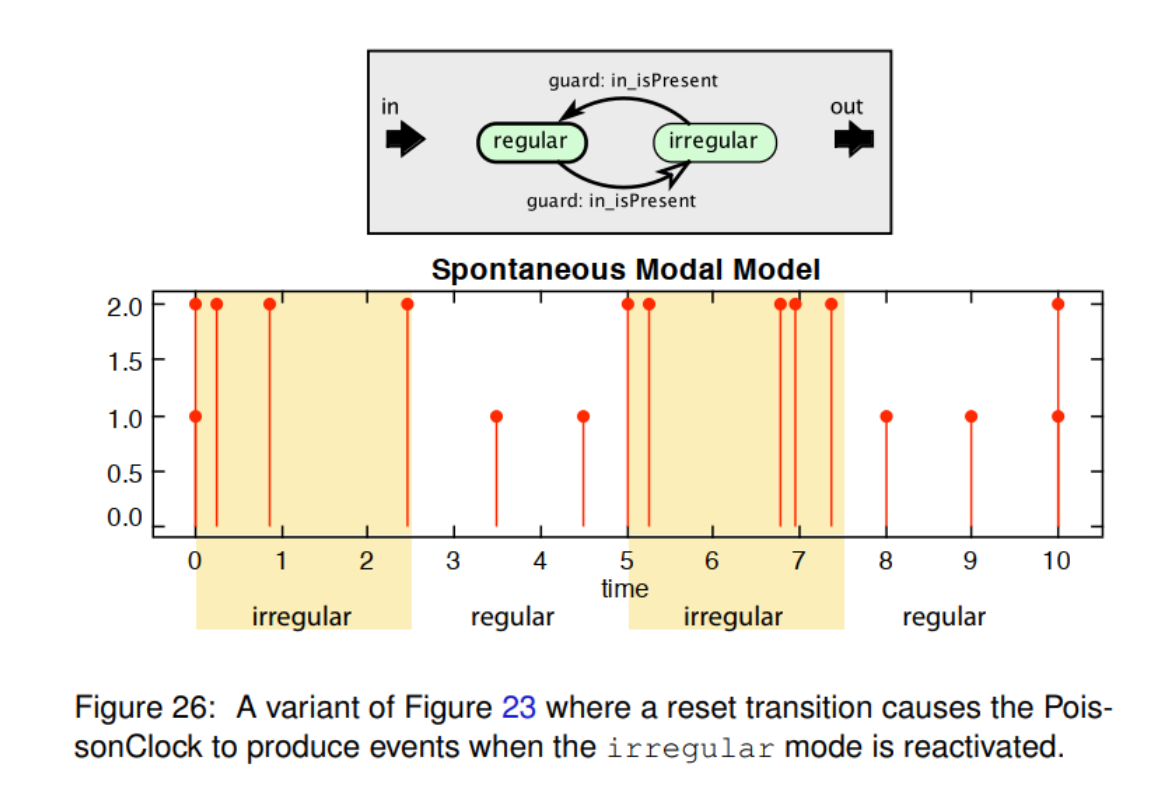 guard: in_isPresent
in
out
regular
irregular
guard: in_isPresent
Spontaneous Modal Model
2.0
1.5
1.0
0.5
0.0
0 1 2 3 4 5 6 7 8 9 10
time
irregular regular irregular regular
Figure 26: A variant of Figure 23 where a reset transition causes the Pois-
sonClock to produce events when the irregular mode is reactivated.